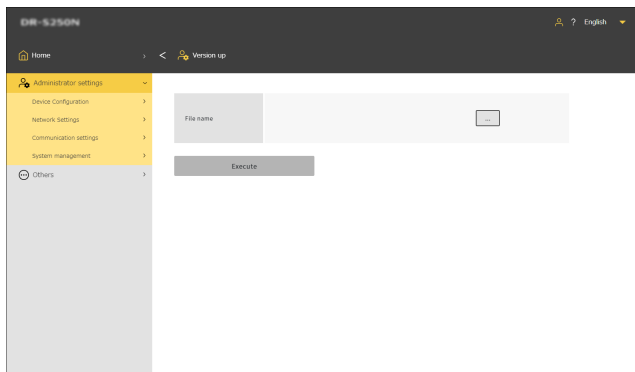 DR-S250N
? English
Home
Version up
Administrator settings
Device Configuration
Network Settings
Communication settings
System management
Others
File name
...
Execute